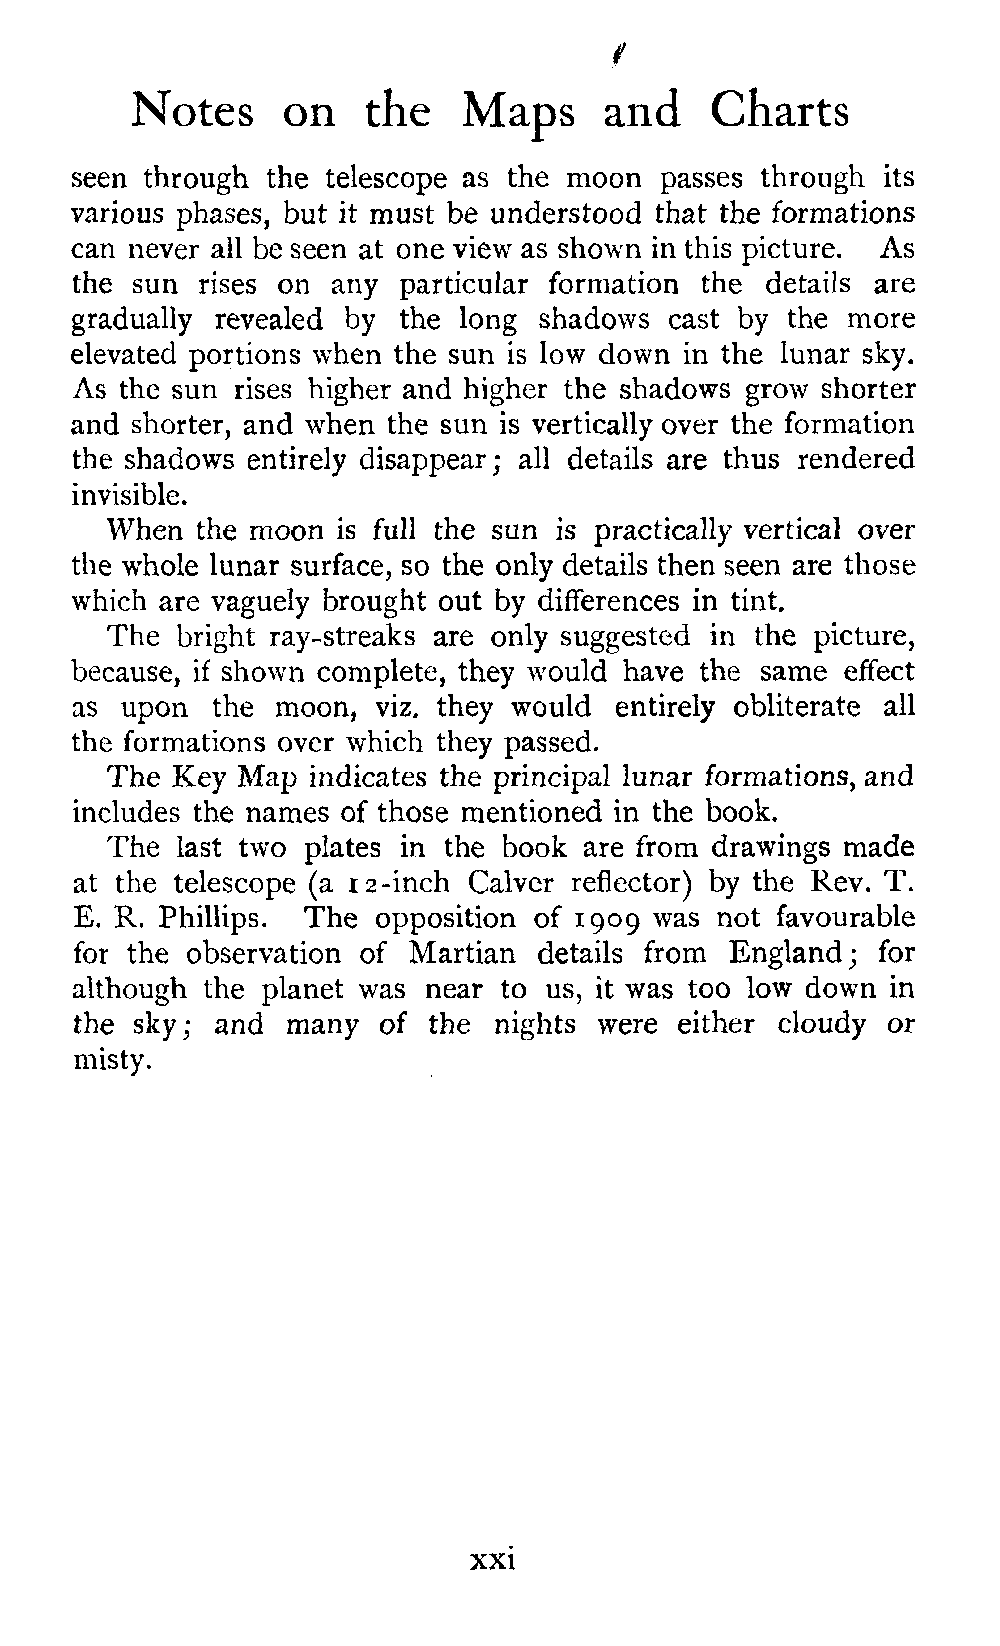 Notes on the Maps and Charts
seen through the telescope as the moon passes through its
various phases, but it must be understood that the formations
can never all be seen at one view as shown in this picture. As
the sun rises on any particular formation the details are
gradually revealed by the long shadows cast by the more
elevated portions when the sun is low down in the lunar sky.
As the sun rises higher and higher the shadows grow shorter
and shorter, and when the sun is vertically over the formation
the shadows entirely disappear; all details are thus rendered
invisible.
When the moon is full the sun is practically vertical over
the whole lunar surface, so the only details then seen are those
which are vaguely brought out by differences in tint.
The bright ray-streaks are only suggested in the picture,
because, if shown complete, they would have the same effect
as upon the moon, viz. they would entirely obliterate all
the formations over which they passed.
The Key Map indicates the principal lunar formations, and
includes the names of those mentioned in the book.
The last two plates in the book are from drawings made
at the telescope (a 12-inch Calver reflector) by the Rev. T.
E. R. Phillips. The opposition of 1909 was not favourable
for the observation of Martian details from England; for
although the planet was near to us, it was too low down in
the sky; and many of the nights were either cloudy or
misty.
xxi